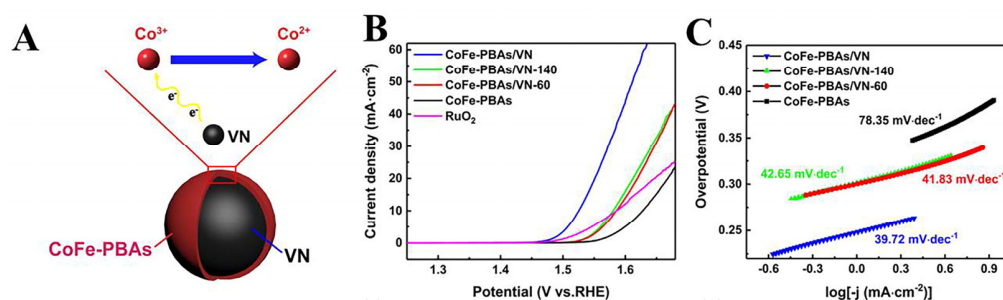 A
Co³⁺
Co²⁺
e⁻
e⁻
VN
CoFe-PBAs
VN
B
60
50
40
30
20
10
0
Current density (mA·cm⁻²)
CoFe-PBAs/VN
CoFe-PBAs/VN-140
CoFe-PBAs/VN-60
CoFe-PBAs
RuO₂
1.3
1.4
1.5
1.6
Potential (V vs.RHE)
C
0.45
0.40
0.35
0.30
0.25
Overpotential (V)
CoFe-PBAs/VN
CoFe-PBAs/VN-140
CoFe-PBAs/VN-60
CoFe-PBAs
78.35 mV·dec⁻¹
42.65 mV·dec⁻¹
41.83 mV·dec⁻¹
39.72 mV·dec⁻¹
-0.6
-0.3
0.0
0.3
0.6
0.9
log[-j (mA·cm⁻²)]